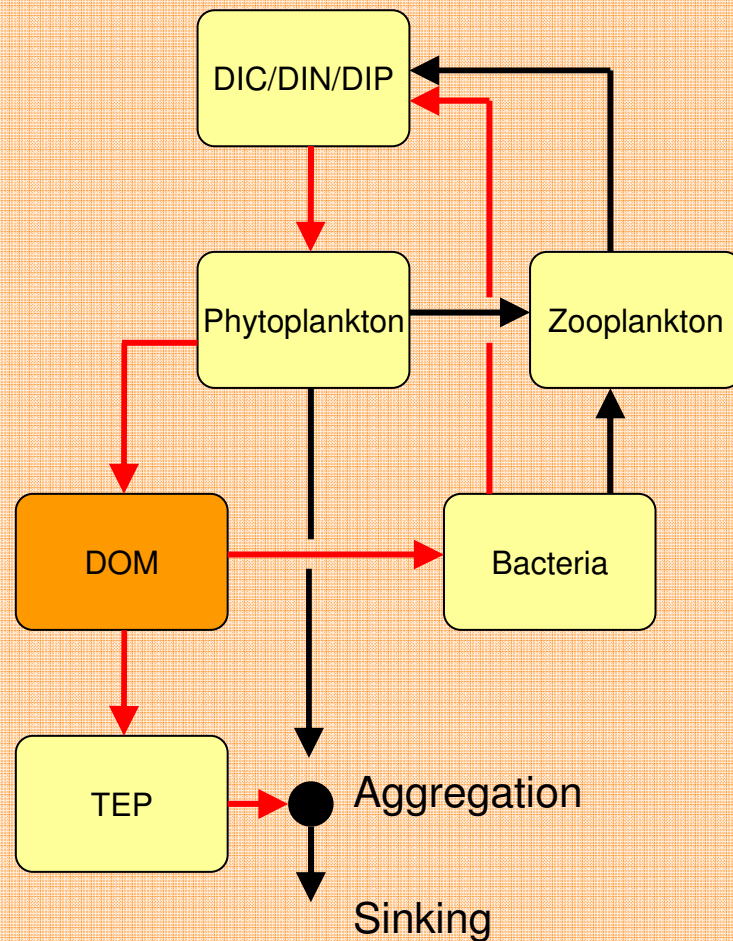 DIC/DIN/DIP
Phytoplankton
Zooplankton
DOM
Bacteria
TEP
Aggregation
Sinking